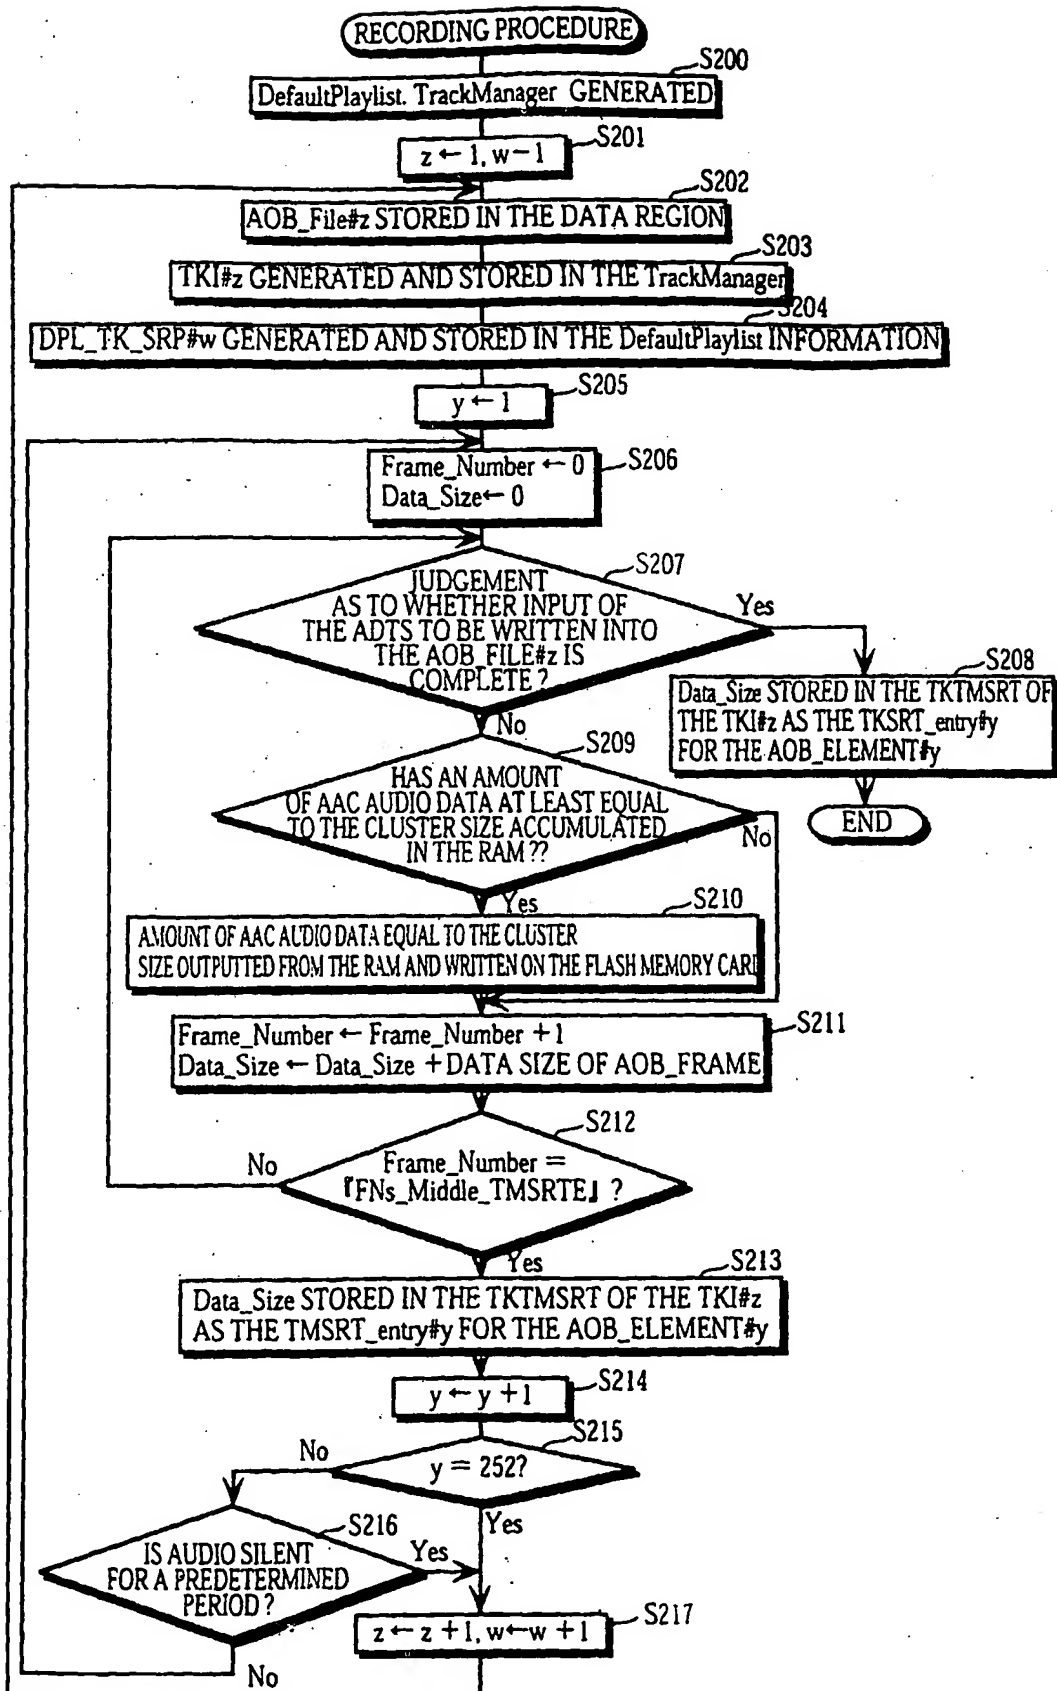 RECORDING PROCEDURE
S200
DefaultPlaylist. TrackManager GENERATED
S201
z ← 1, w ─ 1
S202
AOB_File#z STORED IN THE DATA REGION
S203
TKI#z GENERATED AND STORED IN THE TrackManager
S204
DPL_TK_SRP#w GENERATED AND STORED IN THE DefaultPlaylist INFORMATION
S205
y ← 1
S206
Frame_Number ← 0
Data_Size ← 0
S207
JUDGEMENT
AS TO WHETHER INPUT OF
THE ADTS TO BE WRITTEN INTO
THE AOB_FILE#z IS
COMPLETE ?
Yes
S208
Data_Size STORED IN THE TKTMSRT OF
THE TKI#z AS THE TKSRT_entry#y
FOR THE AOB_ELEMENT#y
END
No
S209
HAS AN AMOUNT
OF AAC AUDIO DATA AT LEAST EQUAL
TO THE CLUSTER SIZE ACCUMULATED
IN THE RAM ??
No
Yes
S210
AMOUNT OF AAC AUDIO DATA EQUAL TO THE CLUSTER
SIZE OUTPUTTED FROM THE RAM AND WRITTEN ON THE FLASH MEMORY CARD
S211
Frame_Number ← Frame_Number + 1
Data_Size ← Data_Size + DATA SIZE OF AOB_FRAME
S212
Frame_Number =
『FNs_Middle_TMSRTE』 ?
No
Yes
S213
Data_Size STORED IN THE TKTMSRT OF THE TKI#z
AS THE TMSRT_entry#y FOR THE AOB_ELEMENT#y
S214
y ← y + 1
S215
y = 252?
No
Yes
S216
IS AUDIO SILENT
FOR A PREDETERMINED
PERIOD ?
Yes
No
S217
z ← z + 1, w ← w + 1